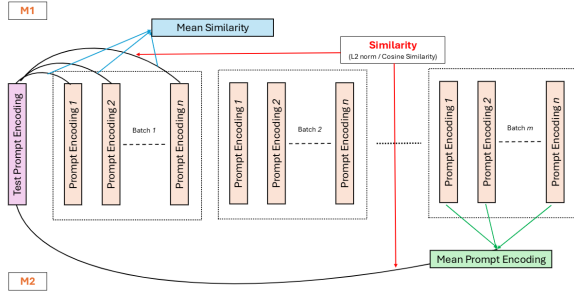 M1
Mean Similarity
Similarity
(L2 norm / Cosine Similarity)
Test Prompt Encoding
Prompt Encoding 1
Prompt Encoding 2
Batch 1
Prompt Encoding n
Prompt Encoding 1
Prompt Encoding 2
Batch 2
Prompt Encoding n
Prompt Encoding 1
Prompt Encoding 2
Batch m
Prompt Encoding n
Mean Prompt Encoding
M2